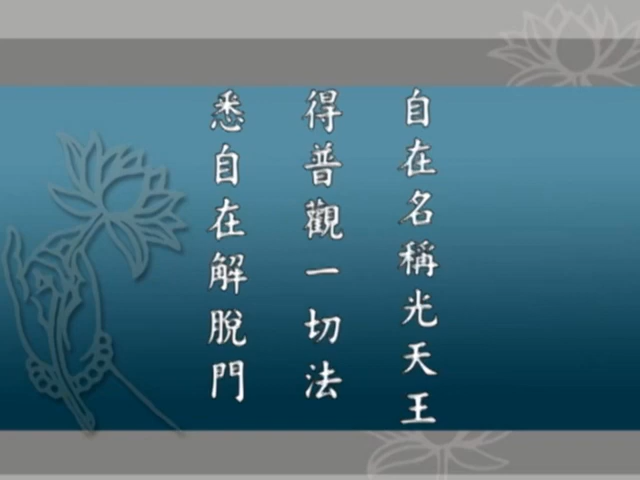 自在名稱光天王
得普觀一切法
悉自在解脫門